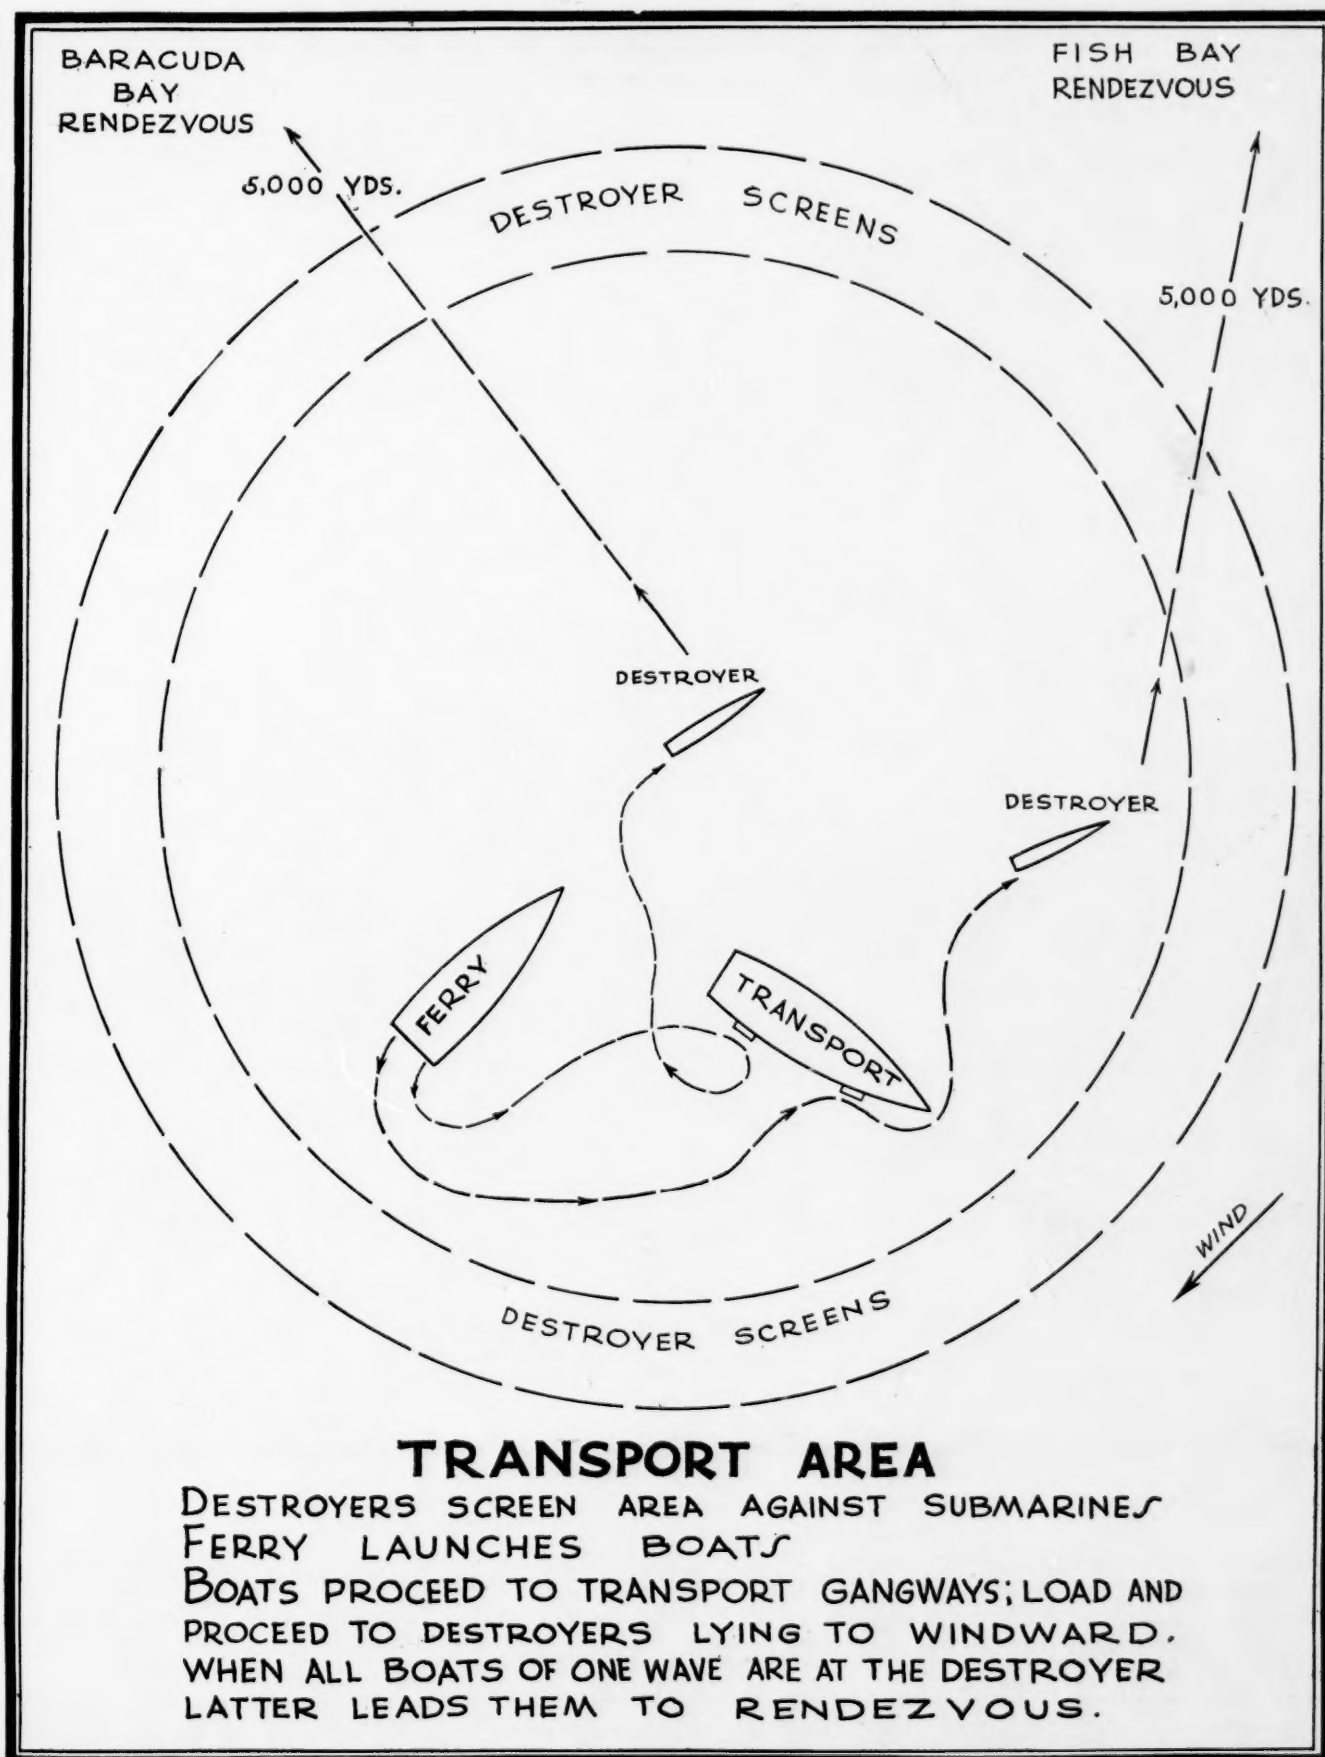 BARACUDA
BAY
RENDEZVOUS
FISH BAY
RENDEZVOUS
5,000 YDS.
DESTROYER SCREENS
5,000 YDS.
DESTROYER
DESTROYER
FERRY
TRANSPORT
WIND
DESTROYER SCREENS
TRANSPORT AREA
DESTROYERS SCREEN AREA AGAINST SUBMARINES
FERRY LAUNCHES BOATS
BOATS PROCEED TO TRANSPORT GANGWAYS; LOAD AND
PROCEED TO DESTROYERS LYING TO WINDWARD.
WHEN ALL BOATS OF ONE WAVE ARE AT THE DESTROYER
LATTER LEADS THEM TO RENDEZVOUS.